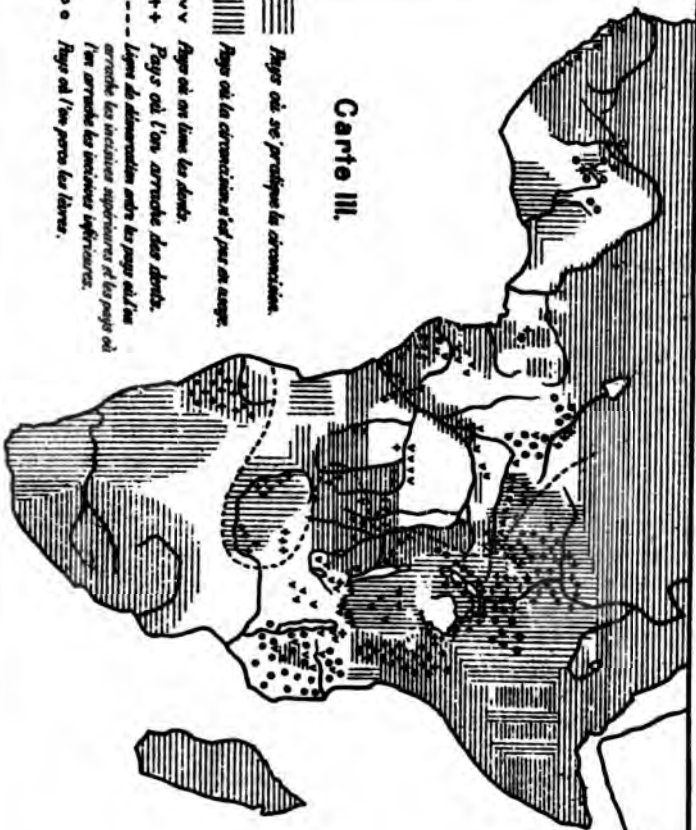 Carte III.
Pays où se pratique la circoncision.
Pays où la circoncision n'est pas en usage.
vv Pays où on lime les dents.
++ Pays où l'on arrache des dents.
--- Ligne de démarcation entre les pays où l'on
arrache les incisives supérieures et les pays où
l'on arrache les incisives inférieures.
•• Pays où l'on perce les lèvres.